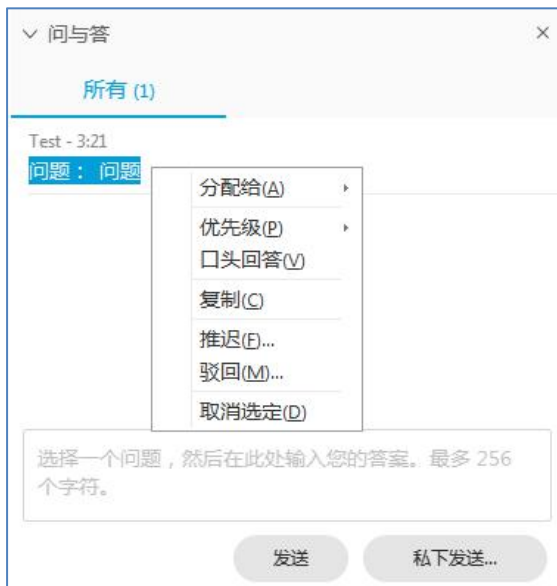 问与答
所有 (1)
Test - 3:21
问题： 问题
分配给(A)
优先级(P)
口头回答(V)
复制(C)
推迟(F)...
驳回(M)...
取消选定(D)
选择一个问题，然后在此处输入您的答案。最多 256
个字符。
发送
私下发送...